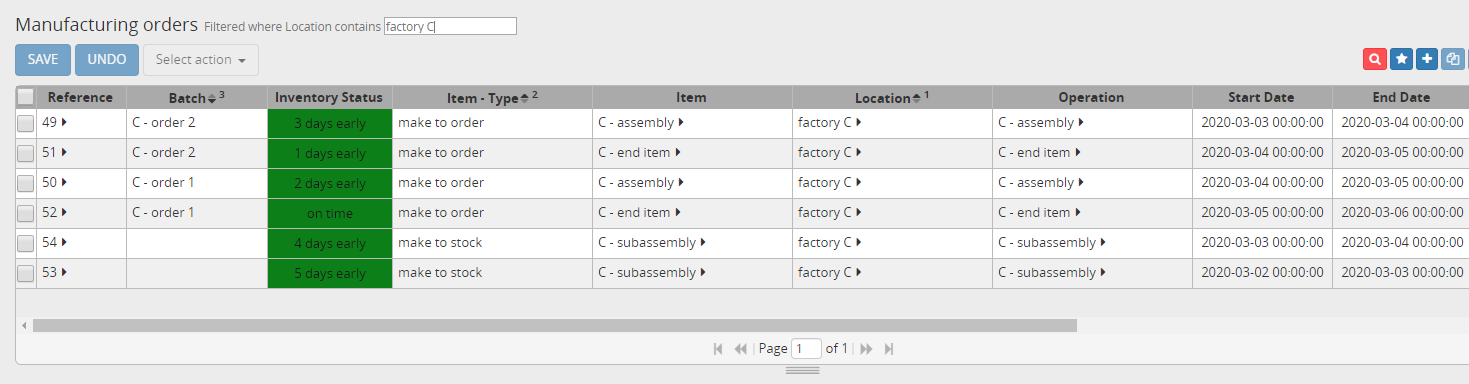 Manufacturing orders Filtered where Location contains factory C
SAVE UNDO Select action
Reference Batch 3 Inventory Status Item - Type 2 Item Location 1 Operation Start Date End Date
49 C - order 2 3 days early make to order C - assembly factory C C - assembly 2020-03-03 00:00:00 2020-03-04 00:00:00
51 C - order 2 1 days early make to order C - end item factory C C - end item 2020-03-04 00:00:00 2020-03-05 00:00:00
50 C - order 1 2 days early make to order C - assembly factory C C - assembly 2020-03-04 00:00:00 2020-03-05 00:00:00
52 C - order 1 on time make to order C - end item factory C C - end item 2020-03-05 00:00:00 2020-03-06 00:00:00
54 4 days early make to stock C - subassembly factory C C - subassembly 2020-03-03 00:00:00 2020-03-04 00:00:00
53 5 days early make to stock C - subassembly factory C C - subassembly 2020-03-02 00:00:00 2020-03-03 00:00:00
Page 1 of 1